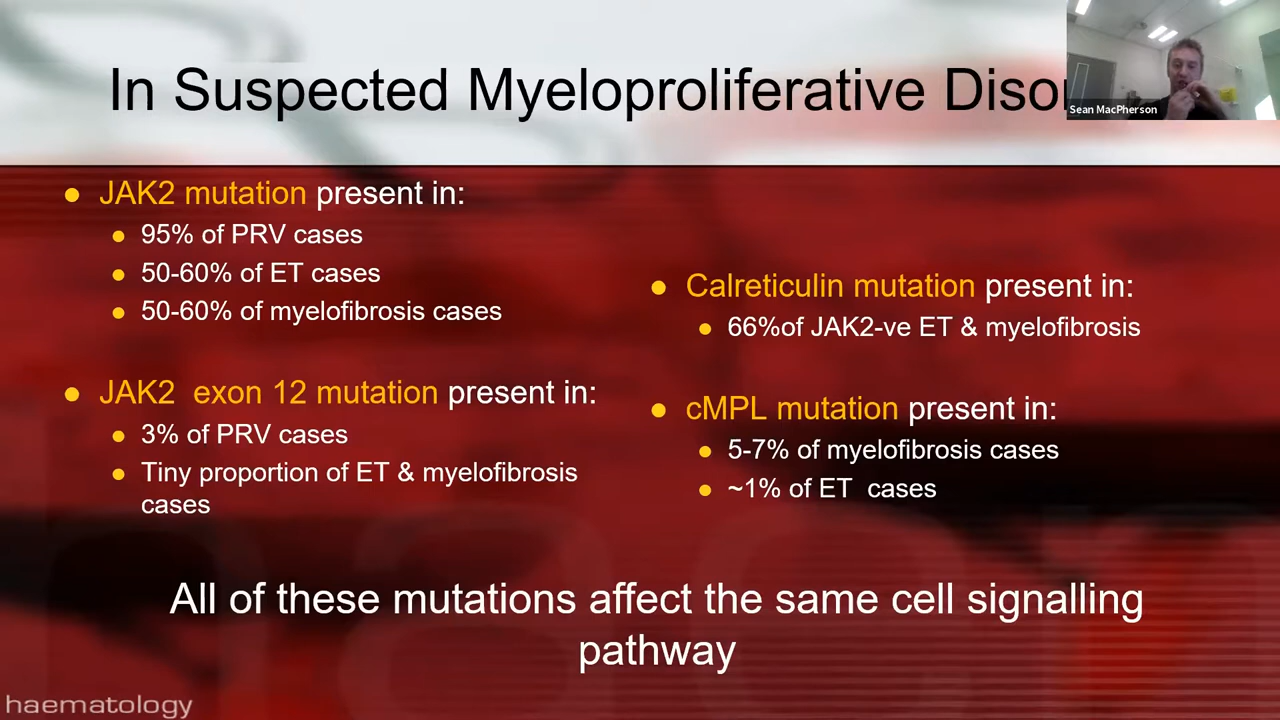 In Suspected Myeloproliferative Diso
Sean MacPherson
JAK2 mutation present in:
95% of PRV cases
50-60% of ET cases
50-60% of myelofibrosis cases
JAK2 exon 12 mutation present in:
3% of PRV cases
Tiny proportion of ET & myelofibrosis
cases
Calreticulin mutation present in:
66%of JAK2-ve ET & myelofibrosis
cMPL mutation present in:
5-7% of myelofibrosis cases
~1% of ET cases
All of these mutations affect the same cell signalling
pathway
haematology